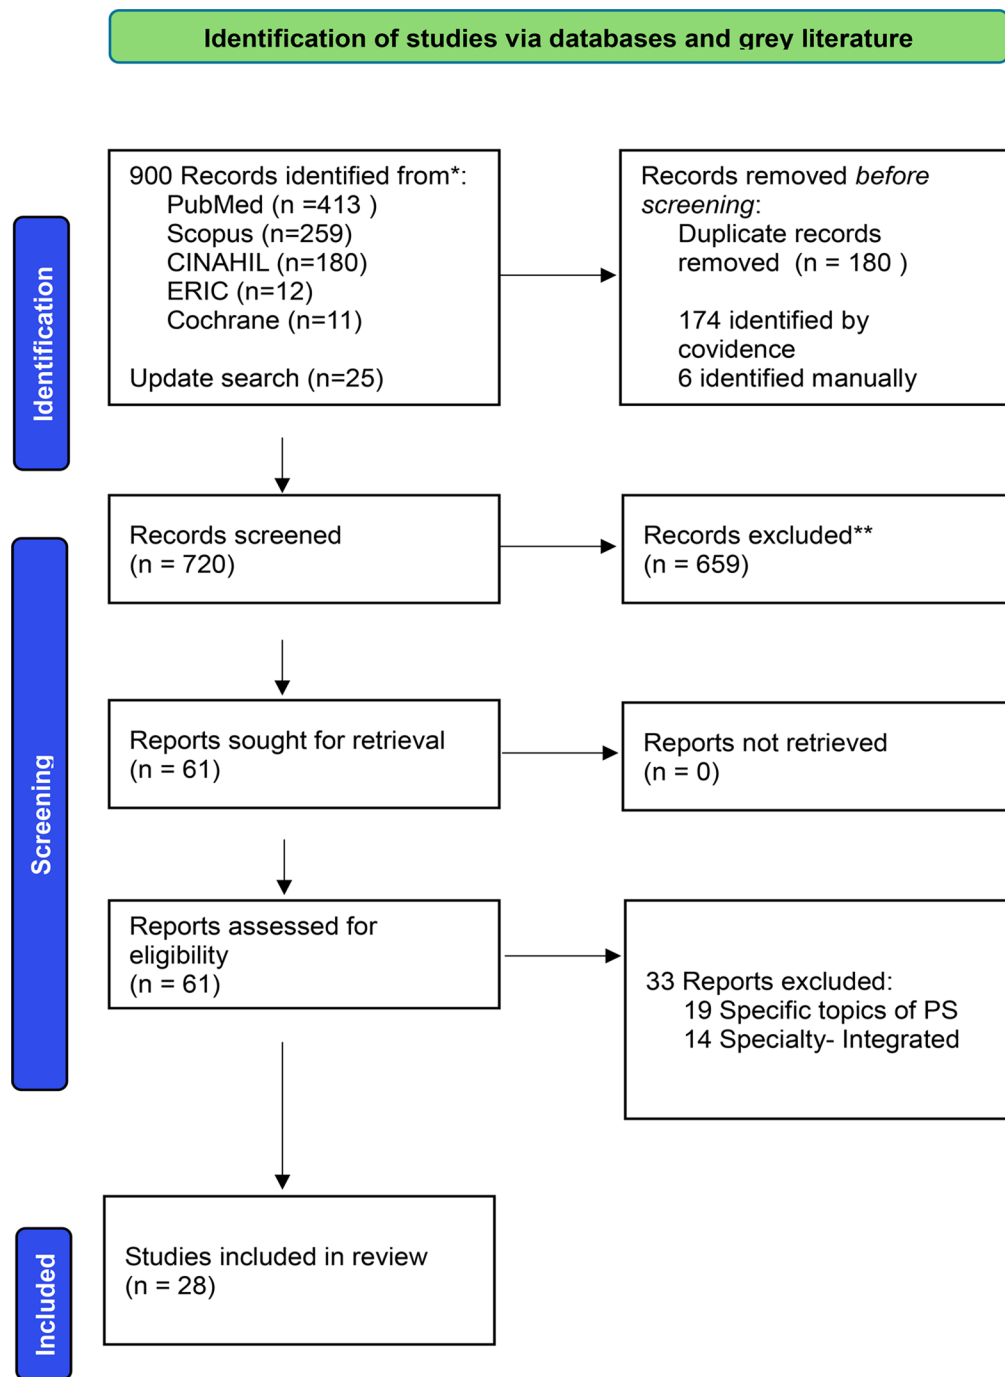 Identification of studies via databases and grey literature
Identification
900 Records identified from*:
PubMed (n =413 )
Scopus (n=259)
CINAHIL (n=180)
ERIC (n=12)
Cochrane (n=11)
Update search (n=25)
Records removed before
screening:
Duplicate records
removed  (n = 180 )
174 identified by
covidence
6 identified manually
Screening
Records screened
(n = 720)
Records excluded**
(n = 659)
Reports sought for retrieval
(n = 61)
Reports not retrieved
(n = 0)
Reports assessed for
eligibility
(n = 61)
33 Reports excluded:
19 Specific topics of PS
14 Specialty- Integrated
Included
Studies included in review
(n = 28)